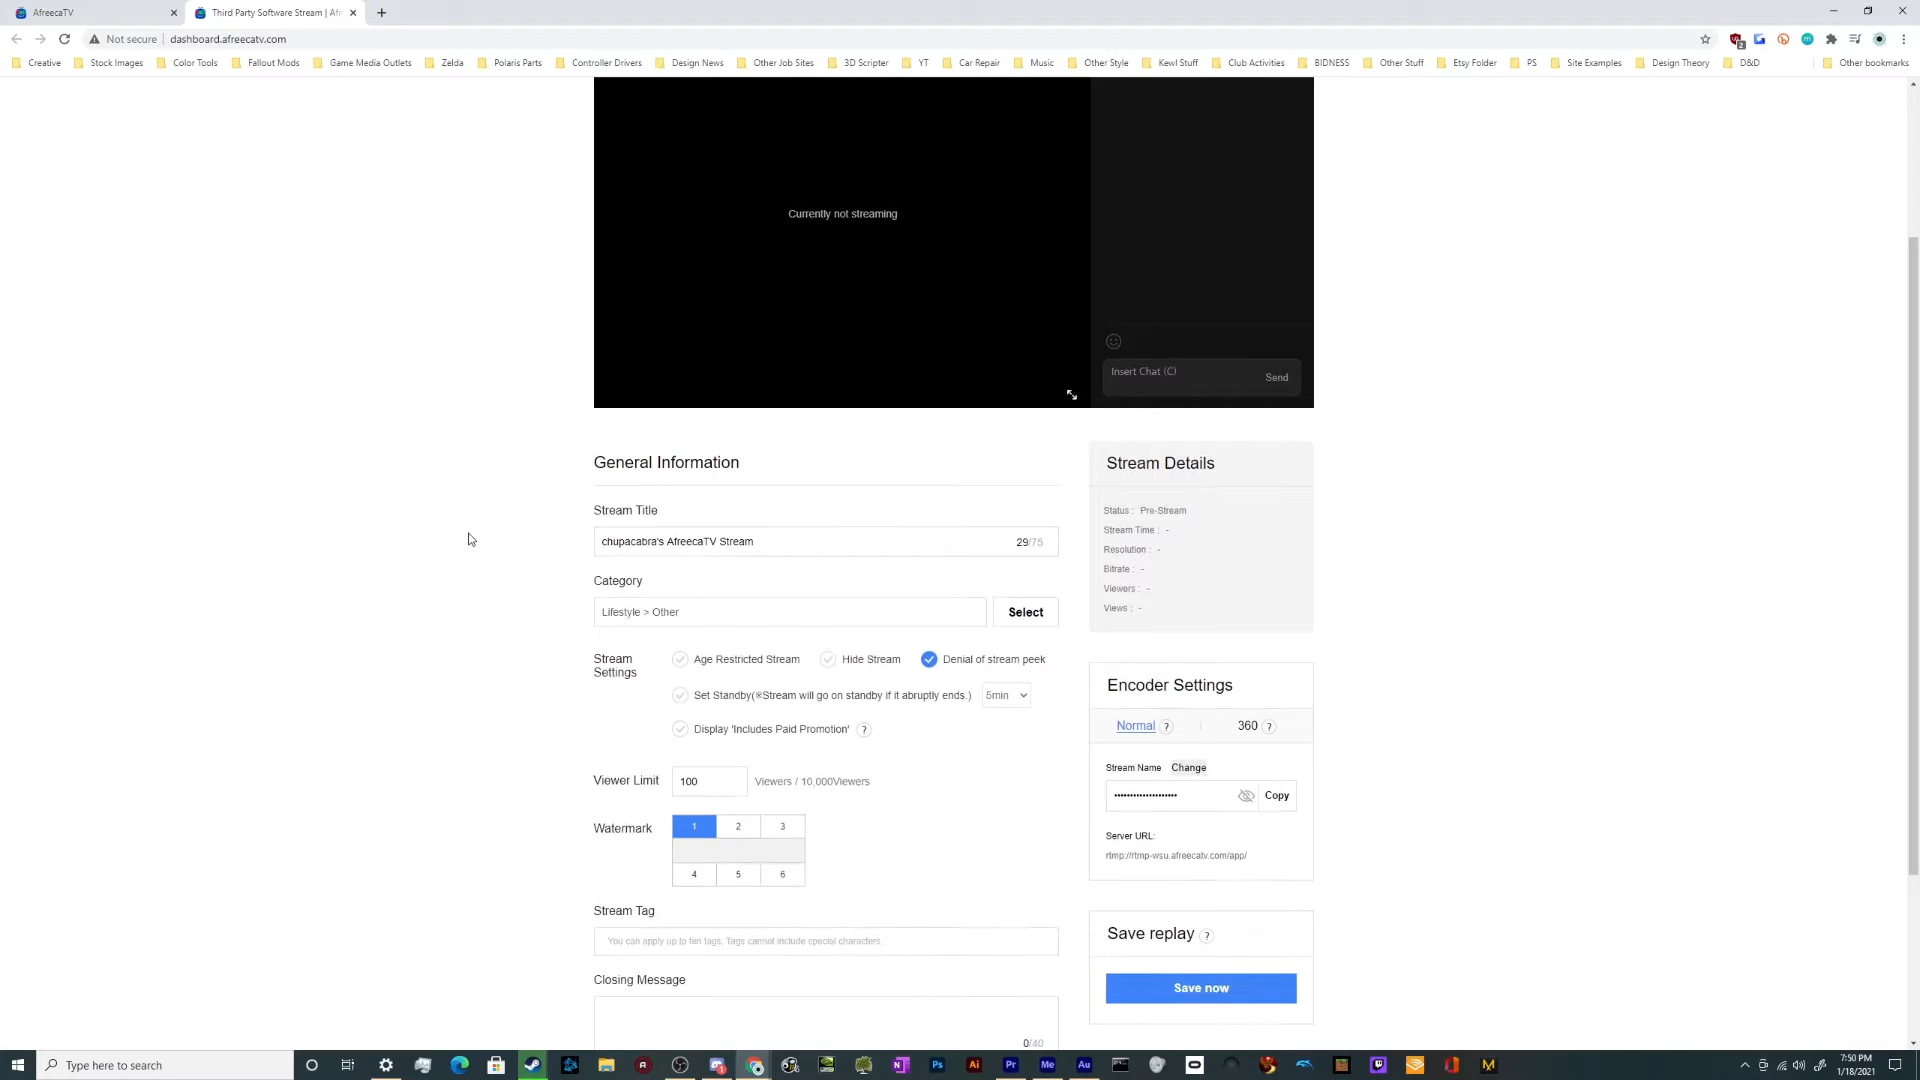 AfreecaTV
Third Party Software Stream | Afr
Not secure
dashboard.afreecatv.com
Creative
Stock Images
Color Tools
Fallout Mods
Game Media Outlets
Zelda
Polaris Parts
Controller Drivers
Design News
Other Job Sites
3D Scripter
YT
Car Repair
Music
Other Style
Kewl Stuff
Club Activities
BIDNESS
Other Stuff
Etsy Folder
PS
Site Examples
Design Theory
D&D
Other bookmarks
Currently not streaming
Insert Chat (C)
Send
General Information
Stream Title
chupacabra's AfreecaTV Stream
29/75
Category
Lifestyle > Other
Select
Stream Settings
Age Restricted Stream
Hide Stream
Denial of stream peek
Set Standby(※Stream will go on standby if it abruptly ends.)
5min
Display 'Includes Paid Promotion' ?
Viewer Limit
100
Viewers / 10,000Viewers
Watermark
1 2 3
4 5 6
Stream Tag
You can apply up to ten tags. Tags cannot include special characters.
Closing Message
0/40
Stream Details
Status : Pre-Stream
Stream Time : -
Resolution : -
Bitrate : -
Viewers : -
Views : -
Encoder Settings
Normal ?
360 ?
Stream Name Change
Copy
Server URL:
rtmp://rtmp-wsu.afreecatv.com/app/
Save replay ?
Save now
Type here to search
7:50 PM
1/18/2021